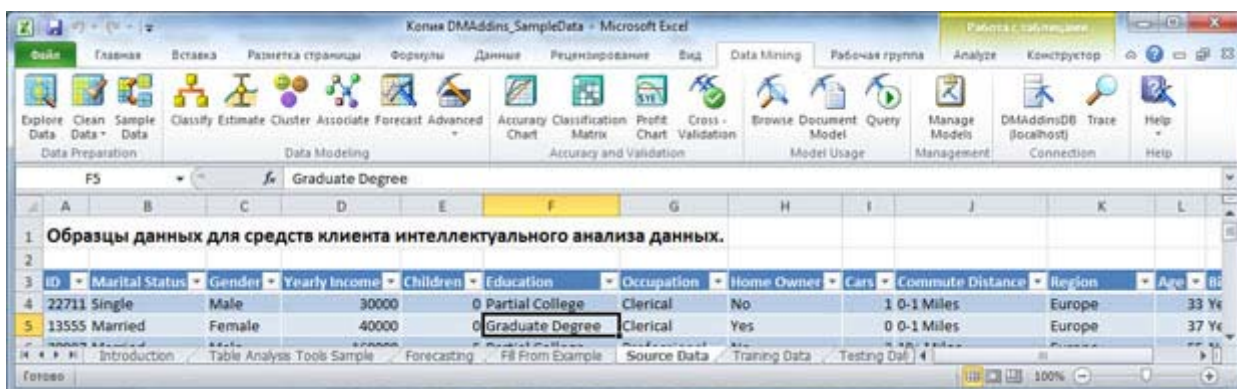 Копия DMAddins_SampleData - Microsoft Excel Работа с таблицами
Файл Главная Вставка Разметка страницы Формулы Данные Рецензирование Вид Data Mining Рабочая группа Analyze Конструктор
Explore Data Clean Data Sample Data Classify Estimate Cluster Associate Forecast Advanced Accuracy Chart Classification Matrix Profit Chart Cross-Validation Browse Document Model Query Manage Models DMAddinsDB (localhost) Trace Help
Data Preparation Data Modeling Accuracy and Validation Model Usage Management Connection Help
F5 fx Graduate Degree
A B C D E F G H I J K L
1 Образцы данных для средств клиента интеллектуального анализа данных.
2
3 ID Marital Status Gender Yearly Income Children Education Occupation Home Owner Cars Commute Distance Region Age Bi
4 22711 Single Male 30000 0 Partial College Clerical No 1 0-1 Miles Europe 33 Ye
5 13555 Married Female 40000 0 Graduate Degree Clerical Yes 0 0-1 Miles Europe 37 Ye
Introduction Table Analysis Tools Sample Forecasting Fill From Example Source Data Training Data Testing Dat
Готово 100%